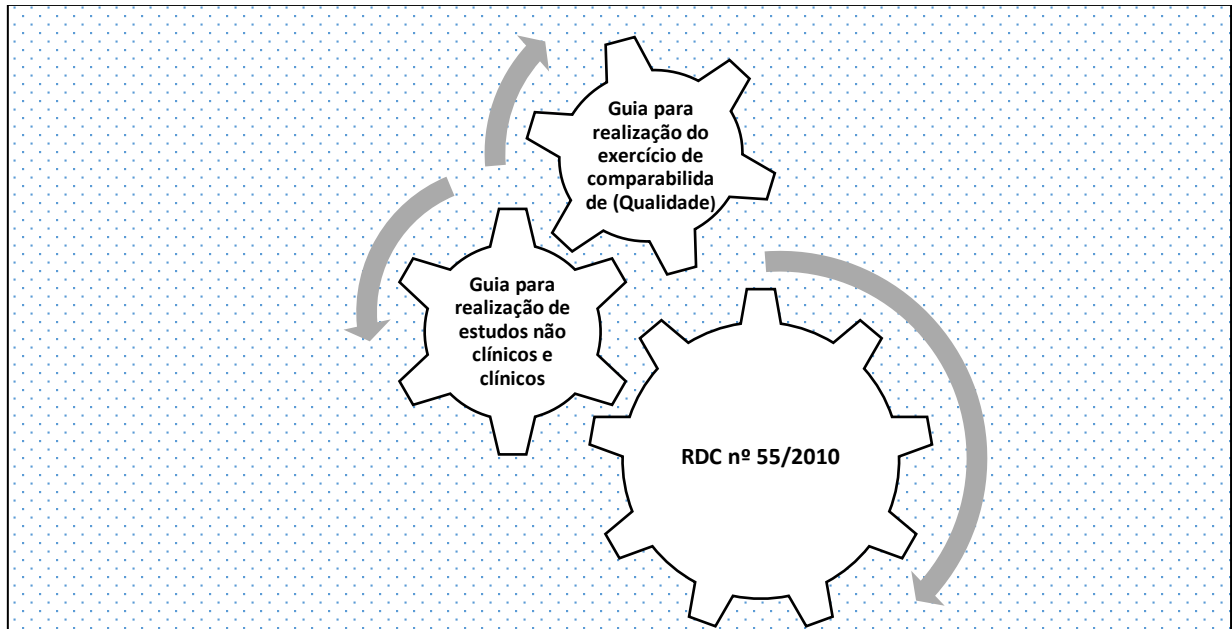 Guia para
realização do
exercício de
comparabilida
de (Qualidade)
Guia para
realização de
estudos não
clínicos e
clínicos
RDC nº 55/2010